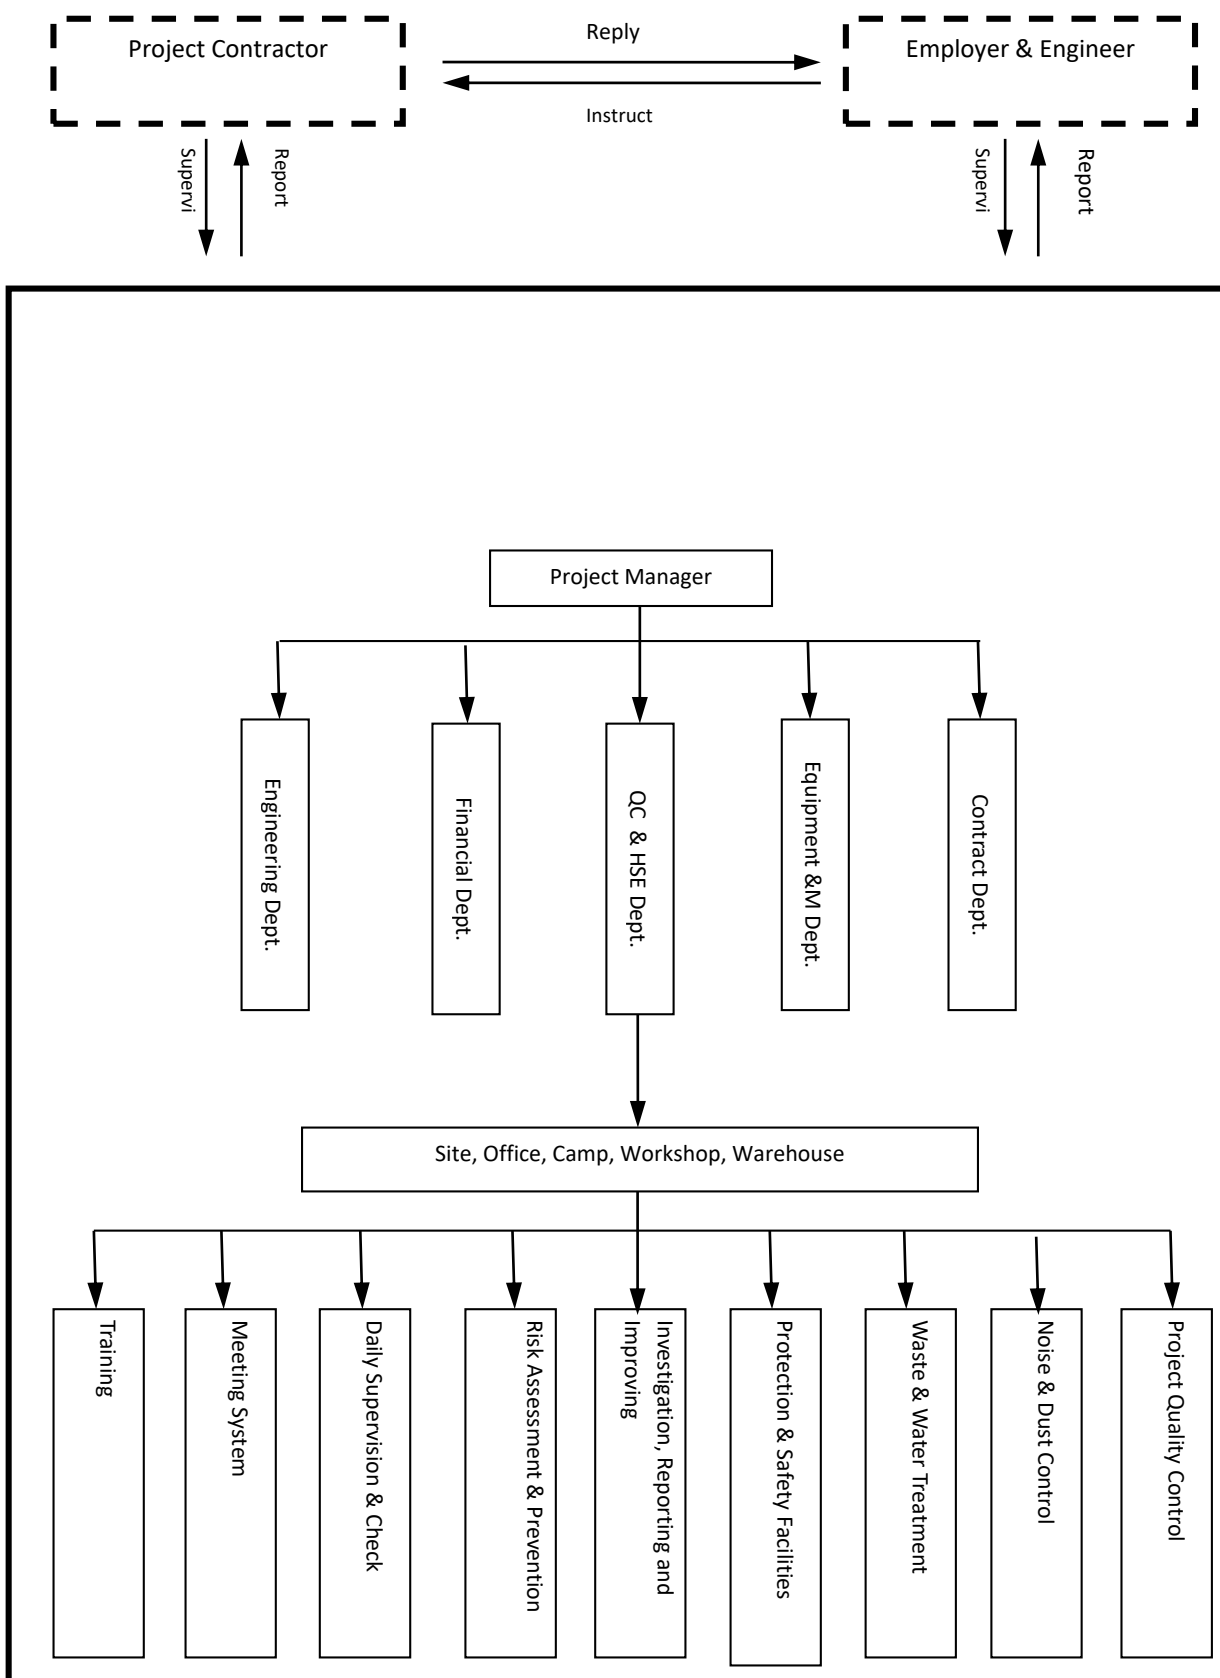 Project Contractor
Reply
Employer & Engineer
Instruct
Supervi
Report
Supervi
Report
Project Manager
Engineering Dept.
Financial Dept.
QC & HSE Dept.
Equipment &M Dept.
Contract Dept.
Site, Office, Camp, Workshop, Warehouse
Training
Meeting System
Daily Supervision & Check
Risk Assessment & Prevention
Investigation, Reporting and
Improving
Protection & Safety Facilities
Waste & Water Treatment
Noise & Dust Control
Project Quality Control